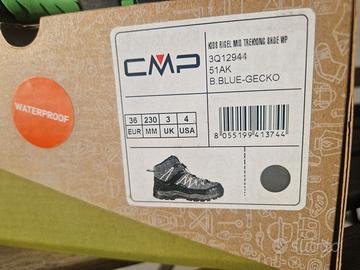 CMP
KIDS RIGEL MID TREKKING SHOE WP
3Q12944
51AK
B.BLUE-GECKO
WATERPROOF
36 230 3 4
EUR MM UK USA
8 055199 413744
subito